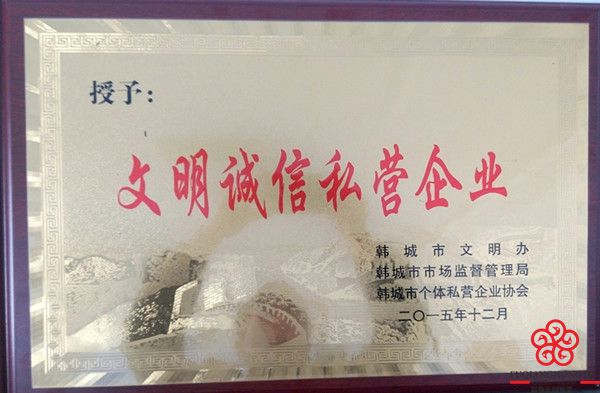 授予：
文明诚信私营企业
韩城市文明办
韩城市市场监督管理局
韩城市个体私营企业协会
二〇一五年十二月